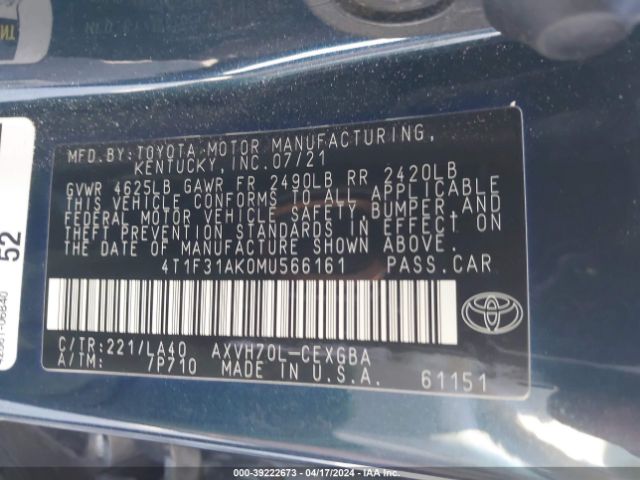 MFD.BY:TOYOTA MOTOR MANUFACTURING,
KENTUCKY, INC.07/21
GVWR 4625LB GAWR FR 2490LB RR 2420LB
THIS VEHICLE CONFORMS TO ALL APPLICABLE
FEDERAL MOTOR VEHICLE SAFETY,BUMPER,AND
THEFT PREVENTION STANDARDS IN EFFECT ON
THE DATE OF MANUFACTURE SHOWN ABOVE.
4T1F31AK0MU566161 PASS.CAR
C/TR:221/LA40 AXVH70L-CEXGBA
A/TM: 7P710 MADE IN U.S.A. 61151
TOYOTA
52
000-39222673 - 04/17/2024 - IAAI Inc.